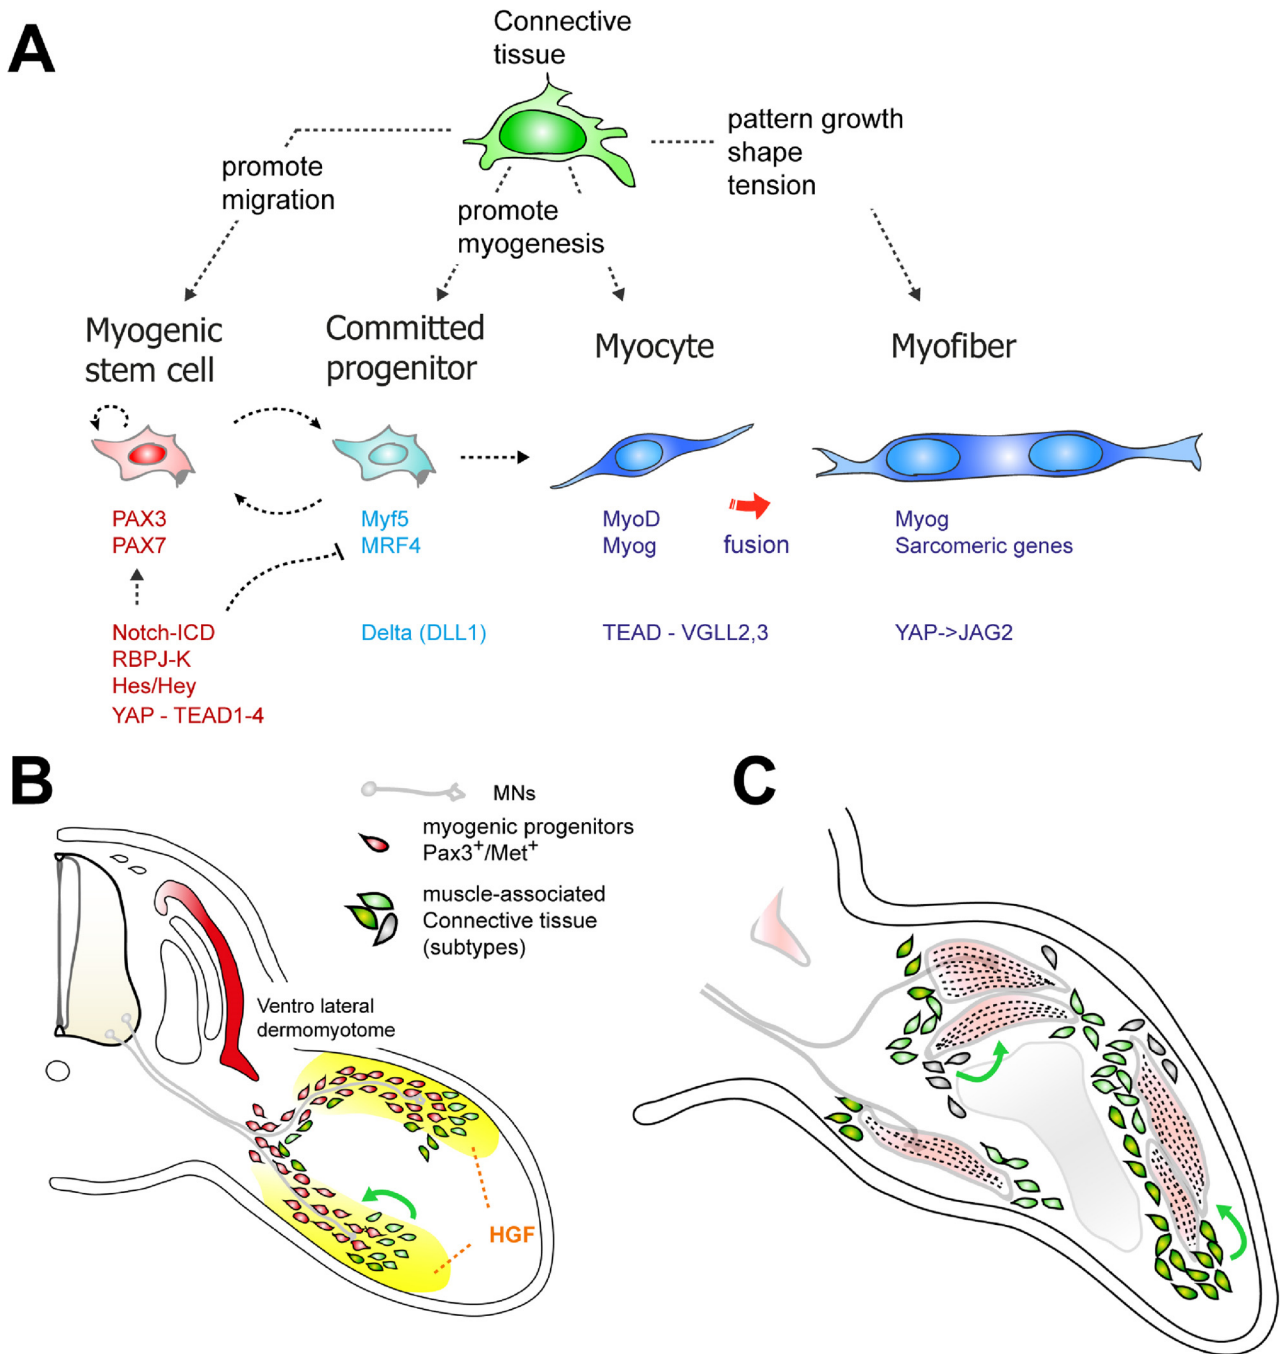 A
Connective
tissue
promote
migration
promote
myogenesis
pattern growth
shape
tension
Myogenic
stem cell
Committed
progenitor
Myocyte
Myofiber
PAX3
PAX7
Myf5
MRF4
MyoD
Myog
fusion
Myog
Sarcomeric genes
Notch-ICD
RBPJ-K
Hes/Hey
YAP - TEAD1-4
Delta (DLL1)
TEAD - VGLL2,3
YAP->JAG2
B
MNs
myogenic progenitors
Pax3⁺/Met⁺
muscle-associated
Connective tissue
(subtypes)
Ventro lateral
dermomyotome
HGF
C